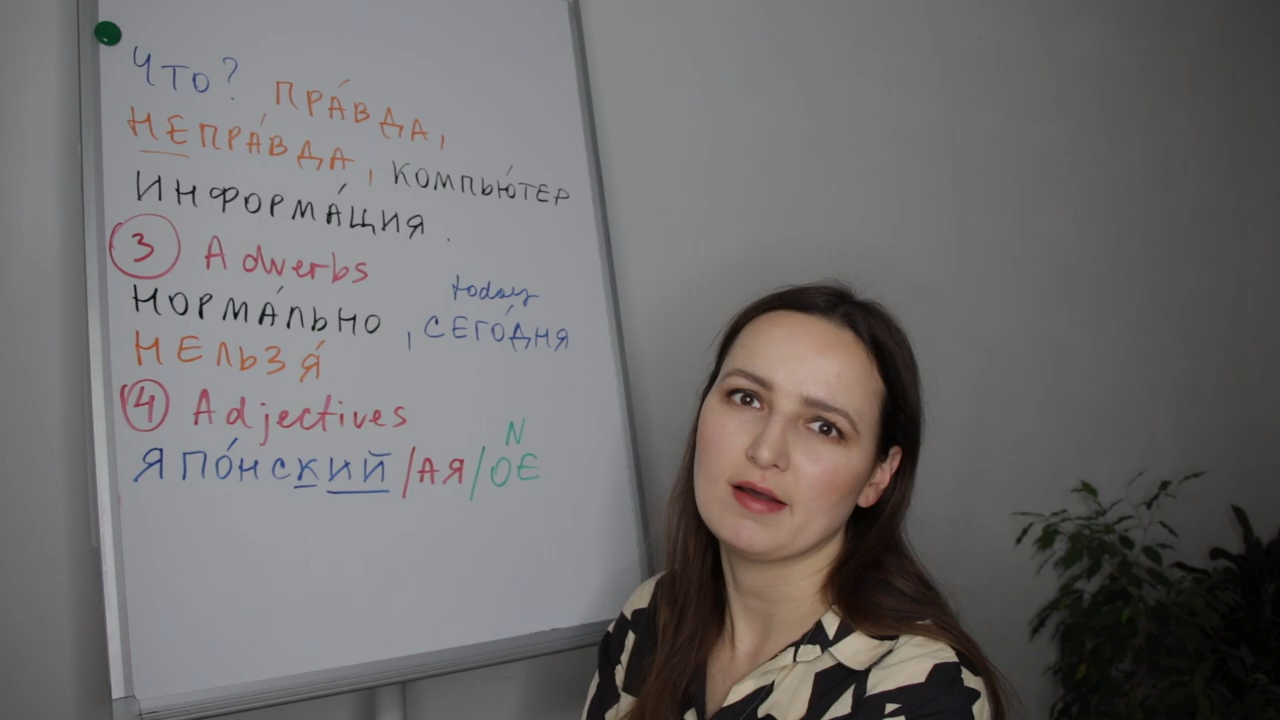 Что? ПРА́ВДА,
НЕПРА́ВДА, КОМПЬЮ́ТЕР
ИНФОРМА́ЦИЯ.
3 Adverbs
today
НОРМА́ЛЬНО, СЕГО́ДНЯ
НЕЛЬЗЯ́
4 Adjectives
N
ЯПО́НСКИЙ/АЯ/ОЕ